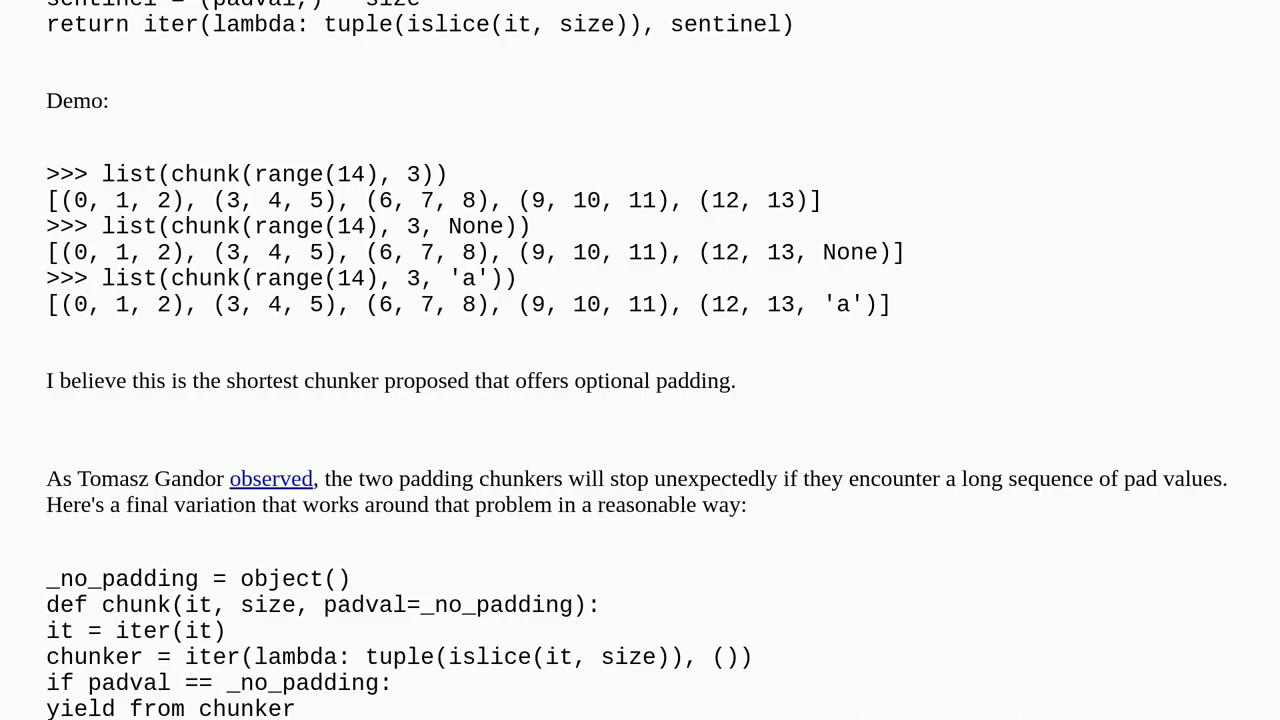 sentinel = (padval,) * size
return iter(lambda: tuple(islice(it, size)), sentinel)
Demo:
>>> list(chunk(range(14), 3))
[(0, 1, 2), (3, 4, 5), (6, 7, 8), (9, 10, 11), (12, 13)]
>>> list(chunk(range(14), 3, None))
[(0, 1, 2), (3, 4, 5), (6, 7, 8), (9, 10, 11), (12, 13, None)]
>>> list(chunk(range(14), 3, 'a'))
[(0, 1, 2), (3, 4, 5), (6, 7, 8), (9, 10, 11), (12, 13, 'a')]
I believe this is the shortest chunker proposed that offers optional padding.
As Tomasz Gandor observed, the two padding chunkers will stop unexpectedly if they encounter a long sequence of pad values.
Here's a final variation that works around that problem in a reasonable way:
_no_padding = object()
def chunk(it, size, padval=_no_padding):
it = iter(it)
chunker = iter(lambda: tuple(islice(it, size)), ())
if padval == _no_padding:
yield from chunker